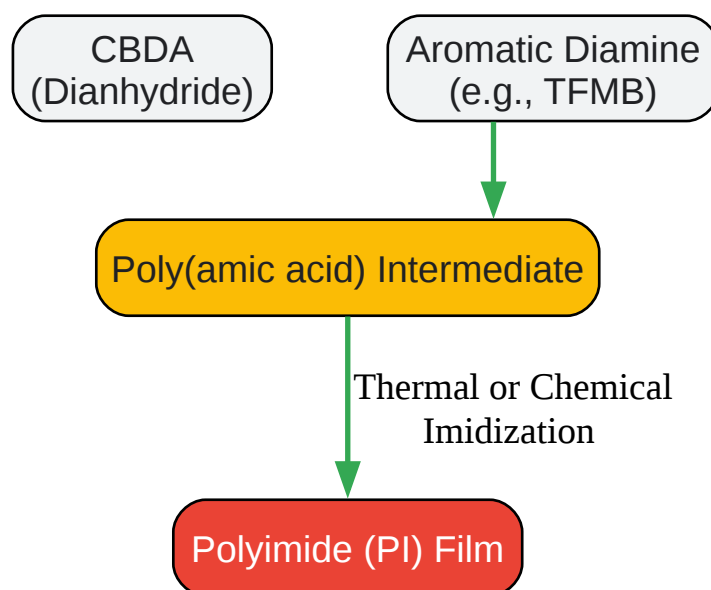 CBDA
(Dianhydride)
Aromatic Diamine
(e.g., TFMB)
Poly(amic acid) Intermediate
Thermal or Chemical
Imidization
Polyimide (PI) Film